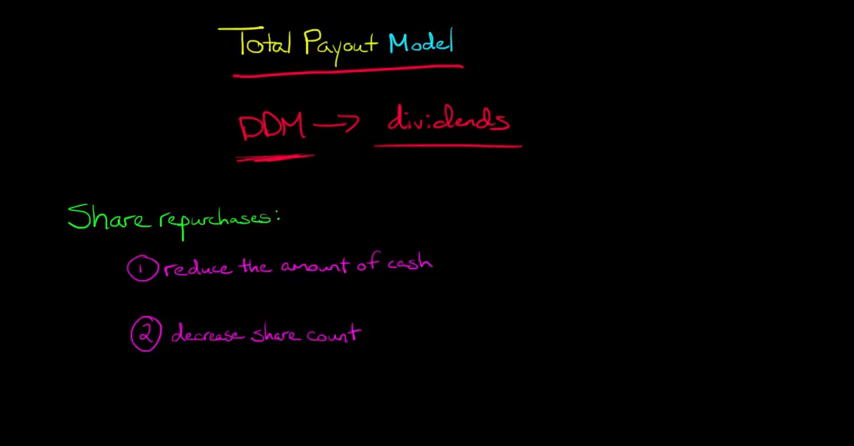 Total Payout Model
DDM → dividends
Share repurchases:
① reduce the amount of cash
② decrease share count